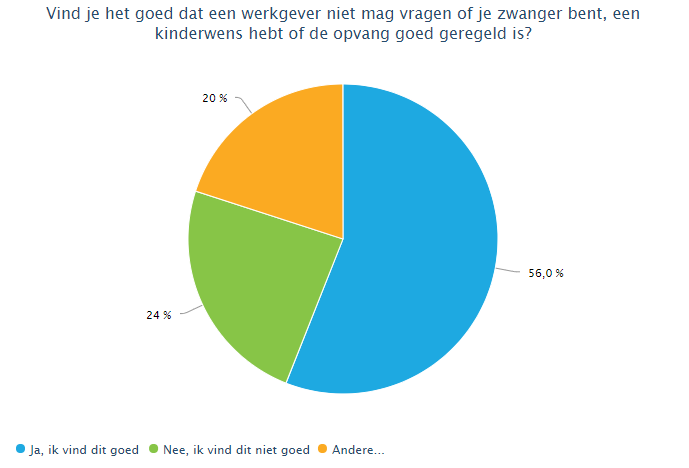 Vind je het goed dat een werkgever niet mag vragen of je zwanger bent, een
kinderwens hebt of de opvang goed geregeld is?
20 %
56,0 %
24 %
Ja, ik vind dit goed Nee, ik vind dit niet goed Andere...